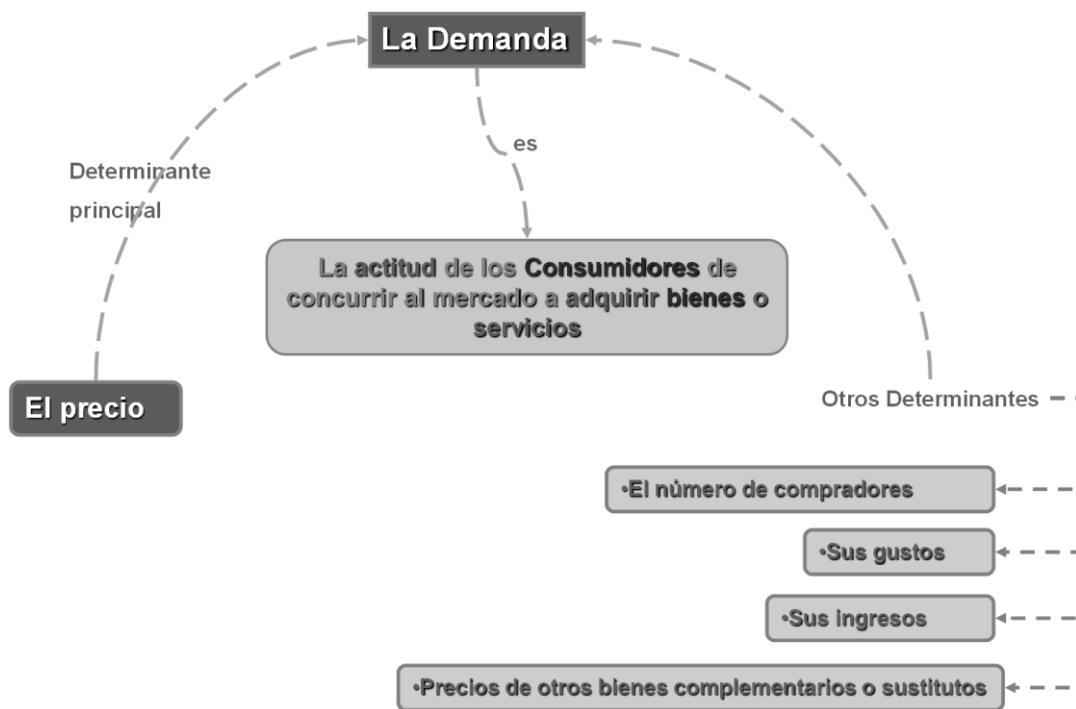 La Demanda
es
Determinante
principal
La actitud de los Consumidores de
concurrir al mercado a adquirir bienes o
servicios
El precio
Otros Determinantes
•El número de compradores
•Sus gustos
•Sus ingresos
•Precios de otros bienes complementarios o sustitutos